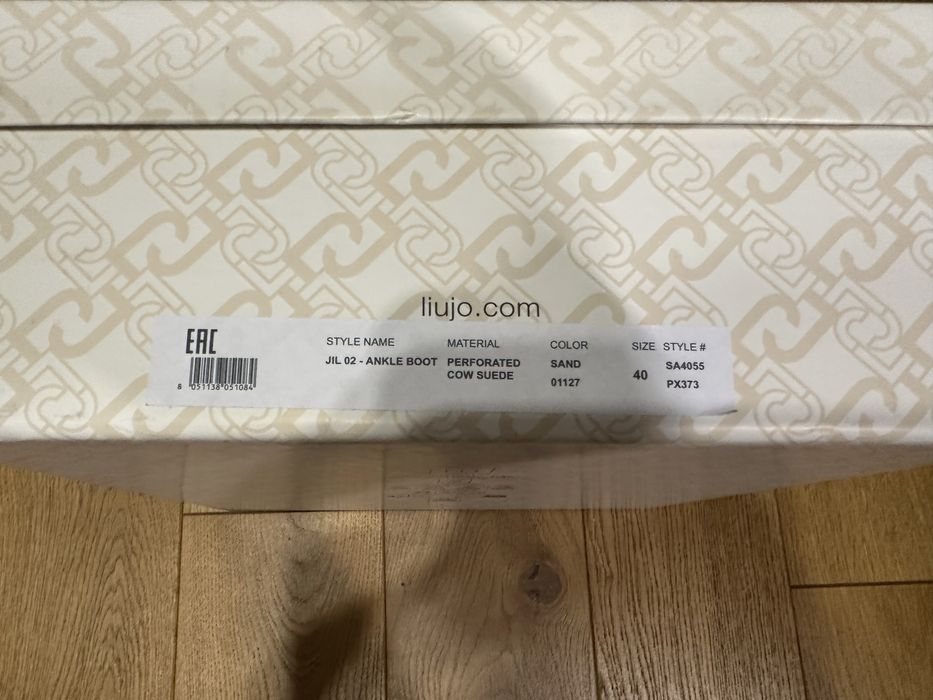 liujo.com
EAC
STYLE NAME MATERIAL COLOR SIZE STYLE #
JIL 02 - ANKLE BOOT PERFORATED SAND 40 SA4055
COW SUEDE 01127 PX373
8 051138 051084